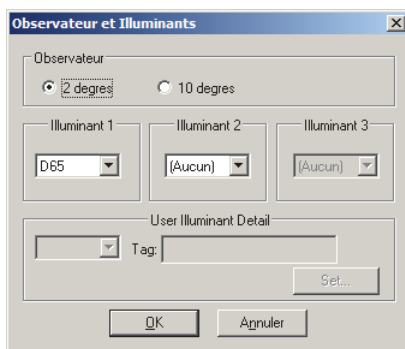 Observateur et Illuminants
Observateur
2 degres
10 degres
Illuminant 1
Illuminant 2
Illuminant 3
D65
(Aucun)
(Aucun)
User Illuminant Detail
Tag:
Set...
OK
Annuler